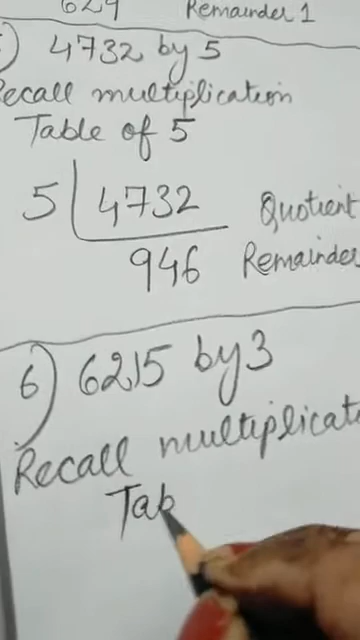 629 Remainder 1
4732 by 5
Recall multiplication
Table of 5
5 4732 Quotient
946 Remainder
6) 6215 by 3
Recall multiplicat
Tab